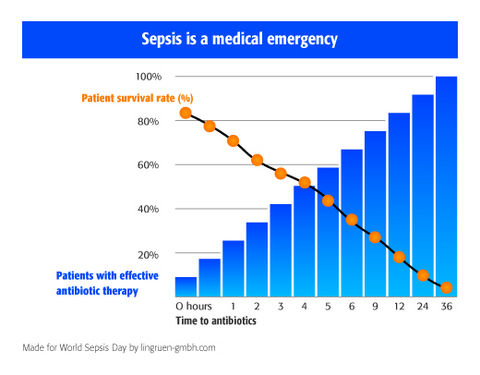 Sepsis is a medical emergency
100%
Patient survival rate (%)
80%
60%
40%
20%
Patients with effective
antibiotic therapy
O hours 1 2 3 4 5 6 9 12 24 36
Time to antibiotics
Made for World Sepsis Day by lingruen-gmbh.com